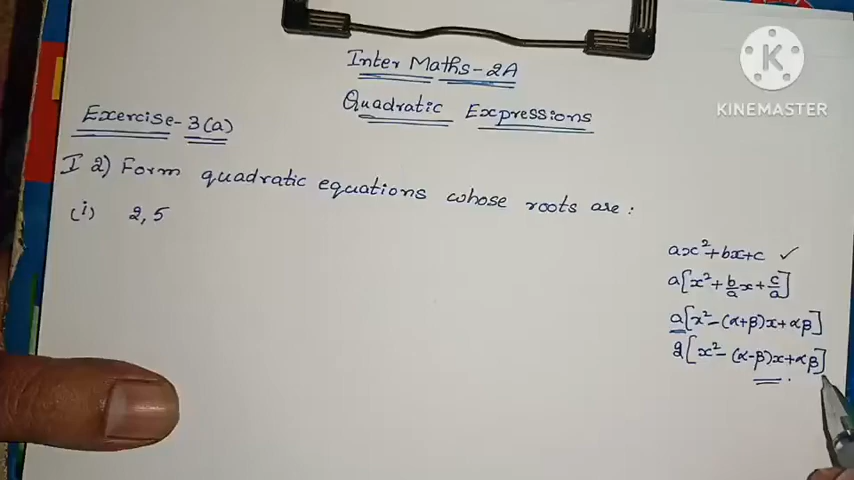 Inter Maths-2A
Quadratic Expressions
Exercise-3(a)
I 2) Form quadratic equations whose roots are :
(i) 2,5
ax²+bx+c ✓
a[x²+b/a x+c/a]
a[x²-(α+β)x+αβ]
2[x²-(α-β)x+αβ]
K
KINEMASTER